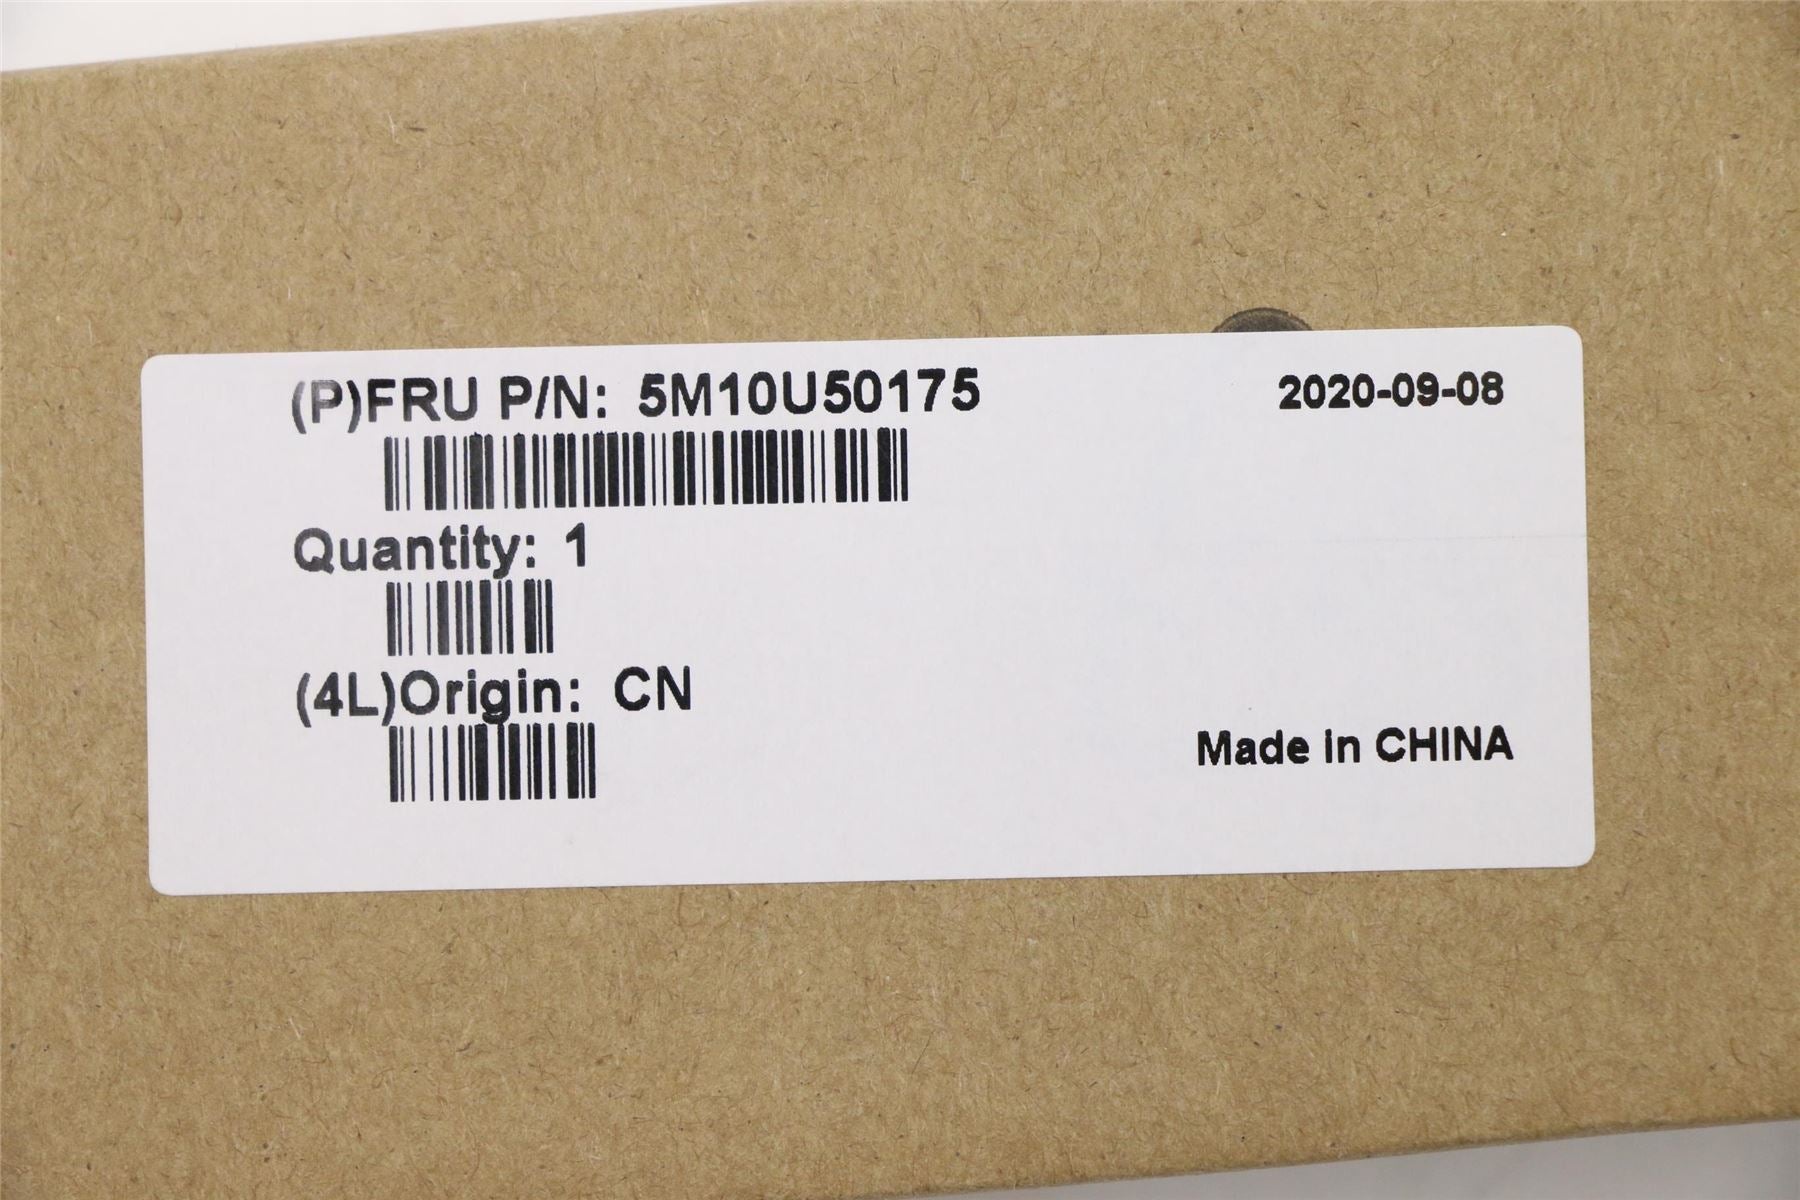 (P)FRU P/N: 5M10U50175
2020-09-08
Quantity: 1
(4L)Origin: CN
Made in CHINA